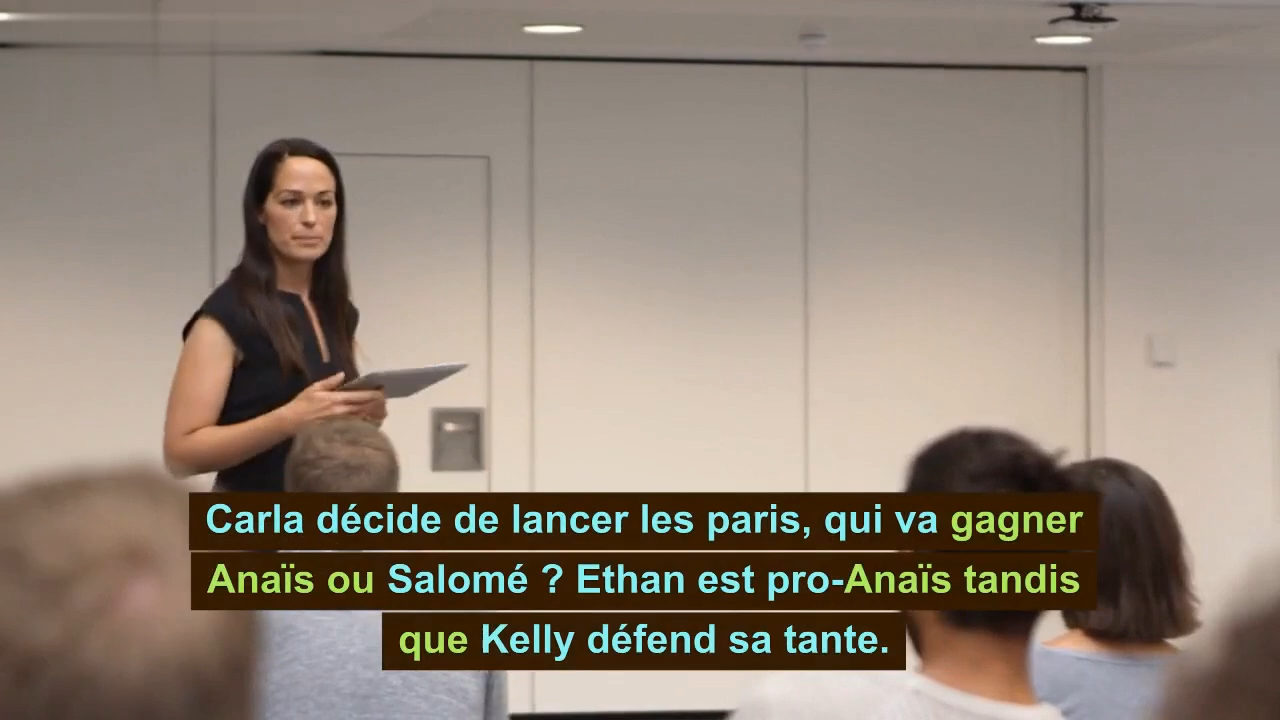 Carla décide de lancer les paris, qui va gagner
Anaïs ou Salomé ? Ethan est pro-Anaïs tandis
que Kelly défend sa tante.